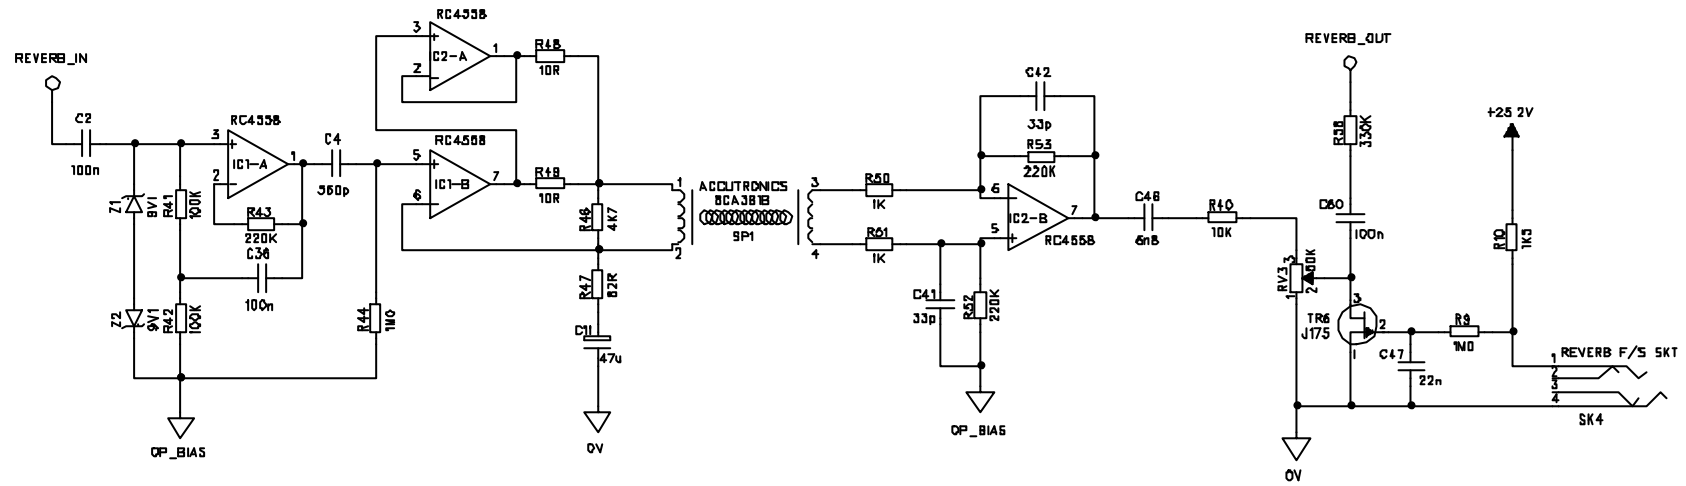 REVERB_IN
C2
100n
Z1
9V1
R41
100K
Z2
9V1
R42
100K
OP_BIAS
RC4558
3
IC1-A
1
2
R43
220K
C36
100n
C4
560p
R44
1M0
RC4558
3
IC2-A
1
2
R48
10R
RC4558
5
IC1-B
7
6
R49
10R
R46
4K7
R47
82R
C11
47u
0V
1
2
ACCUTRONICS
8CA3B1B
SP1
3
4
R50
1K
R51
1K
C41
33p
R52
220K
OP_BIAS
C42
33p
R53
220K
6
IC2-B
7
5
RC4558
C46
6n8
R40
10K
RV3
3
2
1
0V
REVERB_OUT
R58
330K
C60
100n
3
TR6
J175
2
1
C47
22n
R9
1M0
+25.2V
R10
1K5
REVERB F/S SKT
1
2
3
4
SK4